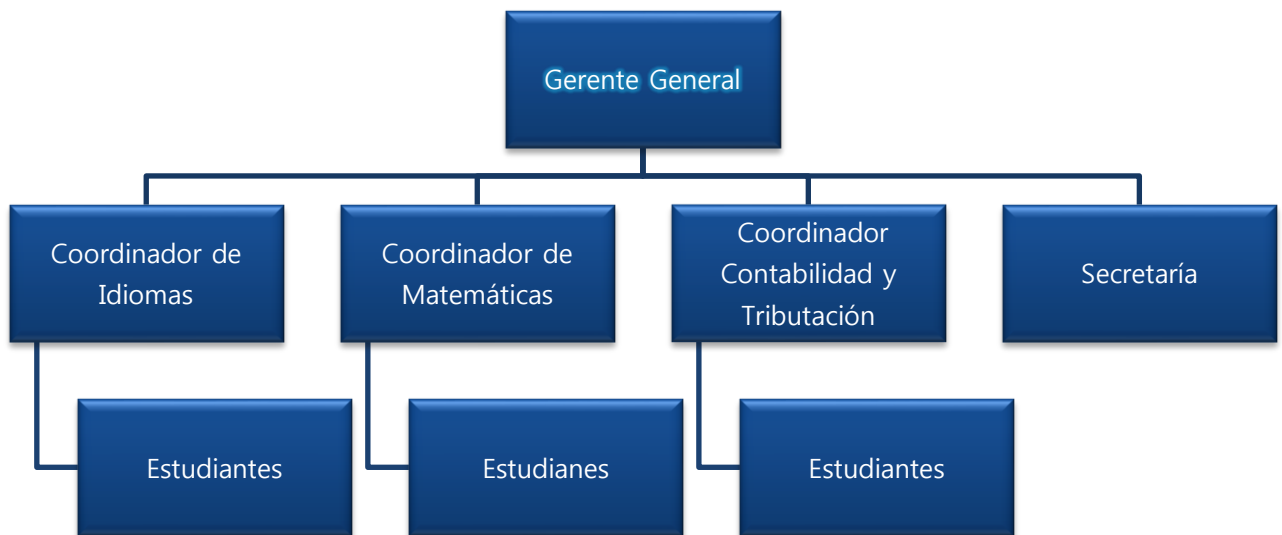 Gerente General
Coordinador de
Idiomas
Coordinador de
Matemáticas
Coordinador
Contabilidad y
Tributación
Secretaría
Estudiantes
Estudianes
Estudiantes